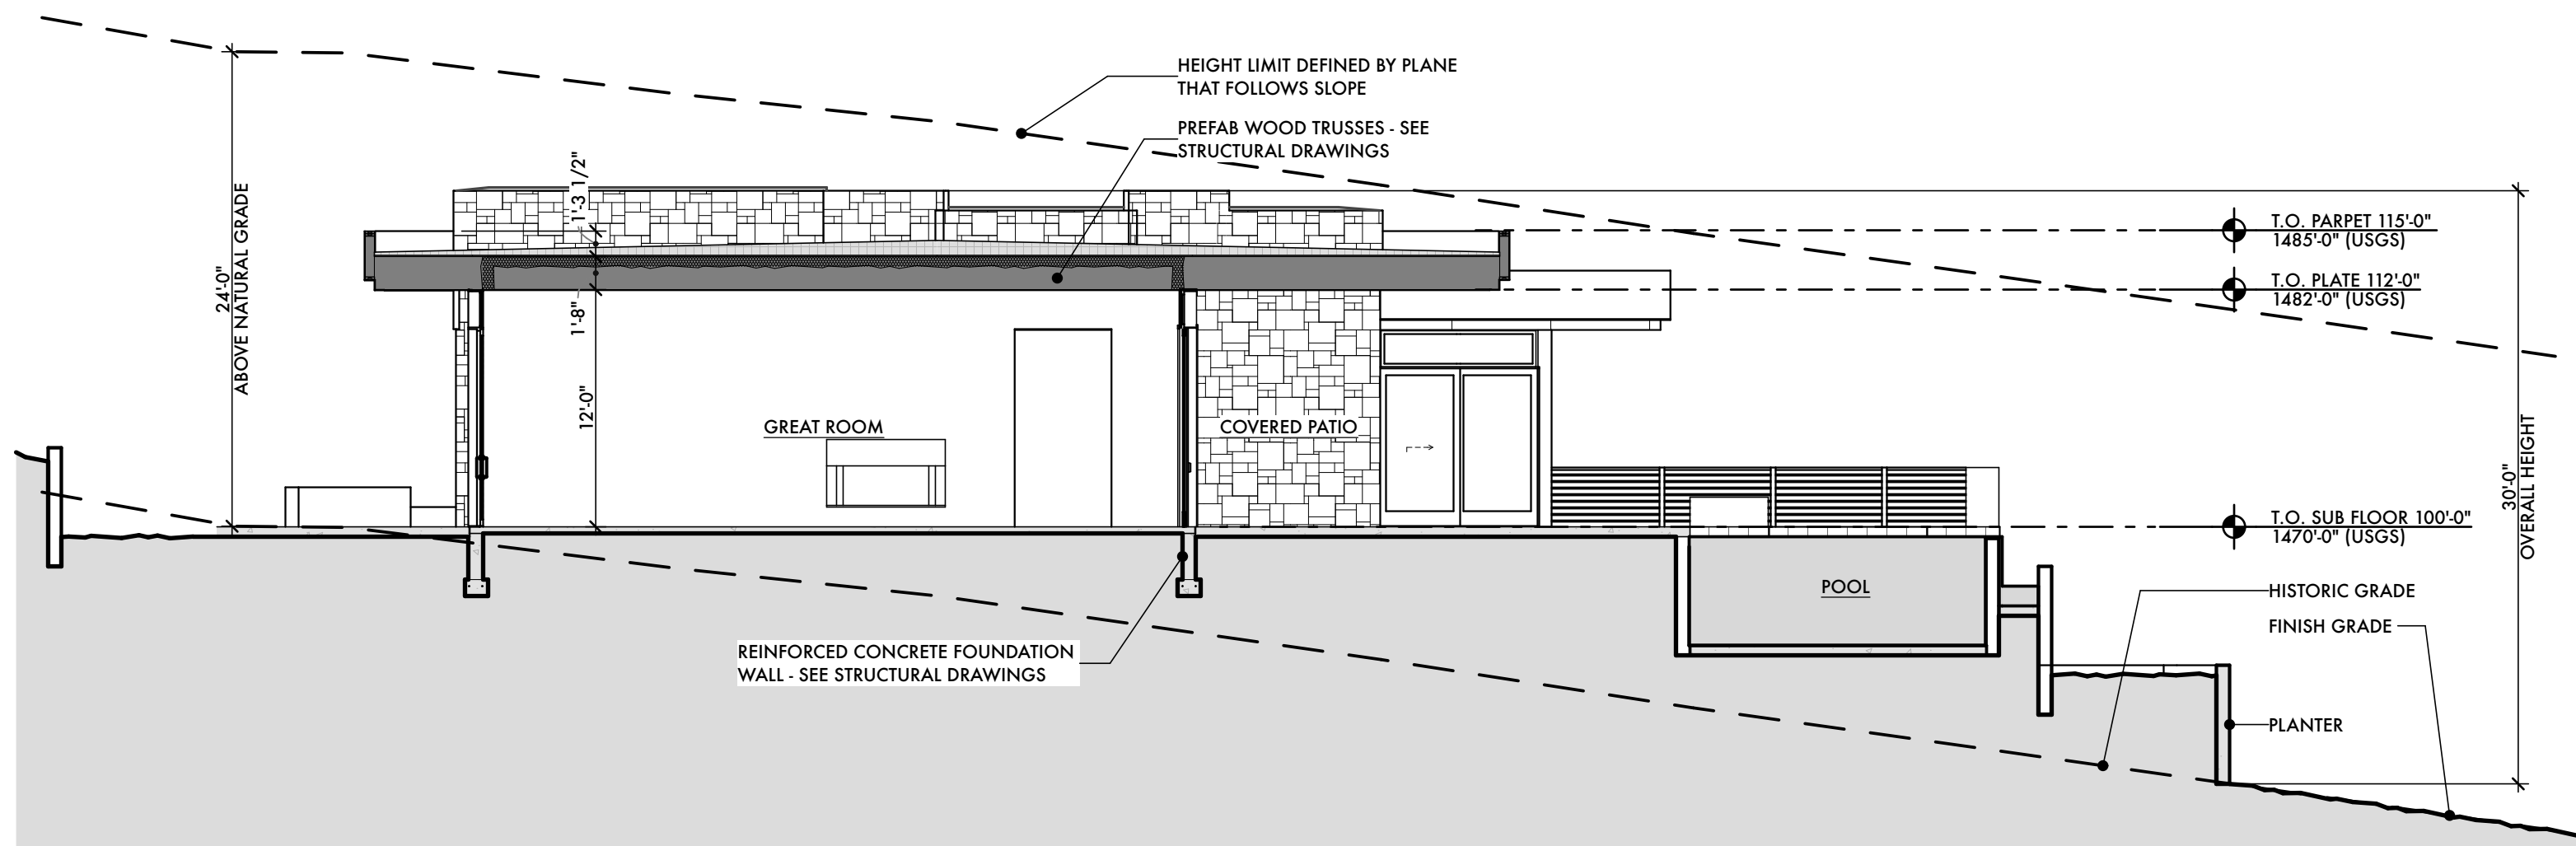 HEIGHT LIMIT DEFINED BY PLANE
THAT FOLLOWS SLOPE
PREFAB WOOD TRUSSES - SEE
STRUCTURAL DRAWINGS
24'-0"
ABOVE NATURAL GRADE
1'-3 1/2"
1'-8"
12'-0"
GREAT ROOM
COVERED PATIO
T.O. PARPET 115'-0"
1485'-0" (USGS)
T.O. PLATE 112'-0"
1482'-0" (USGS)
T.O. SUB FLOOR 100'-0"
1470'-0" (USGS)
30'-0"
OVERALL HEIGHT
POOL
HISTORIC GRADE
FINISH GRADE
REINFORCED CONCRETE FOUNDATION
WALL - SEE STRUCTURAL DRAWINGS
PLANTER